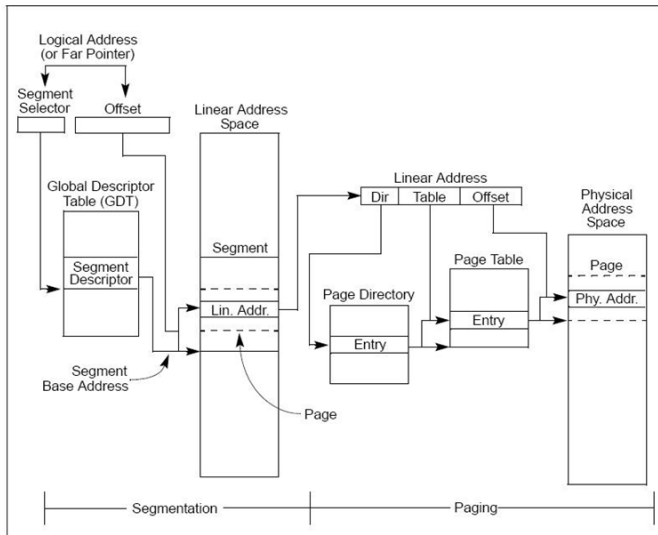 Logical Address
(or Far Pointer)
Segment
Selector
Offset
Linear Address
Space
Global Descriptor
Table (GDT)
Segment
Descriptor
Segment
Base Address
Segment
Lin. Addr.
Page
Linear Address
Dir
Table
Offset
Page Directory
Entry
Page Table
Entry
Physical
Address
Space
Page
Phy. Addr.
Segmentation
Paging